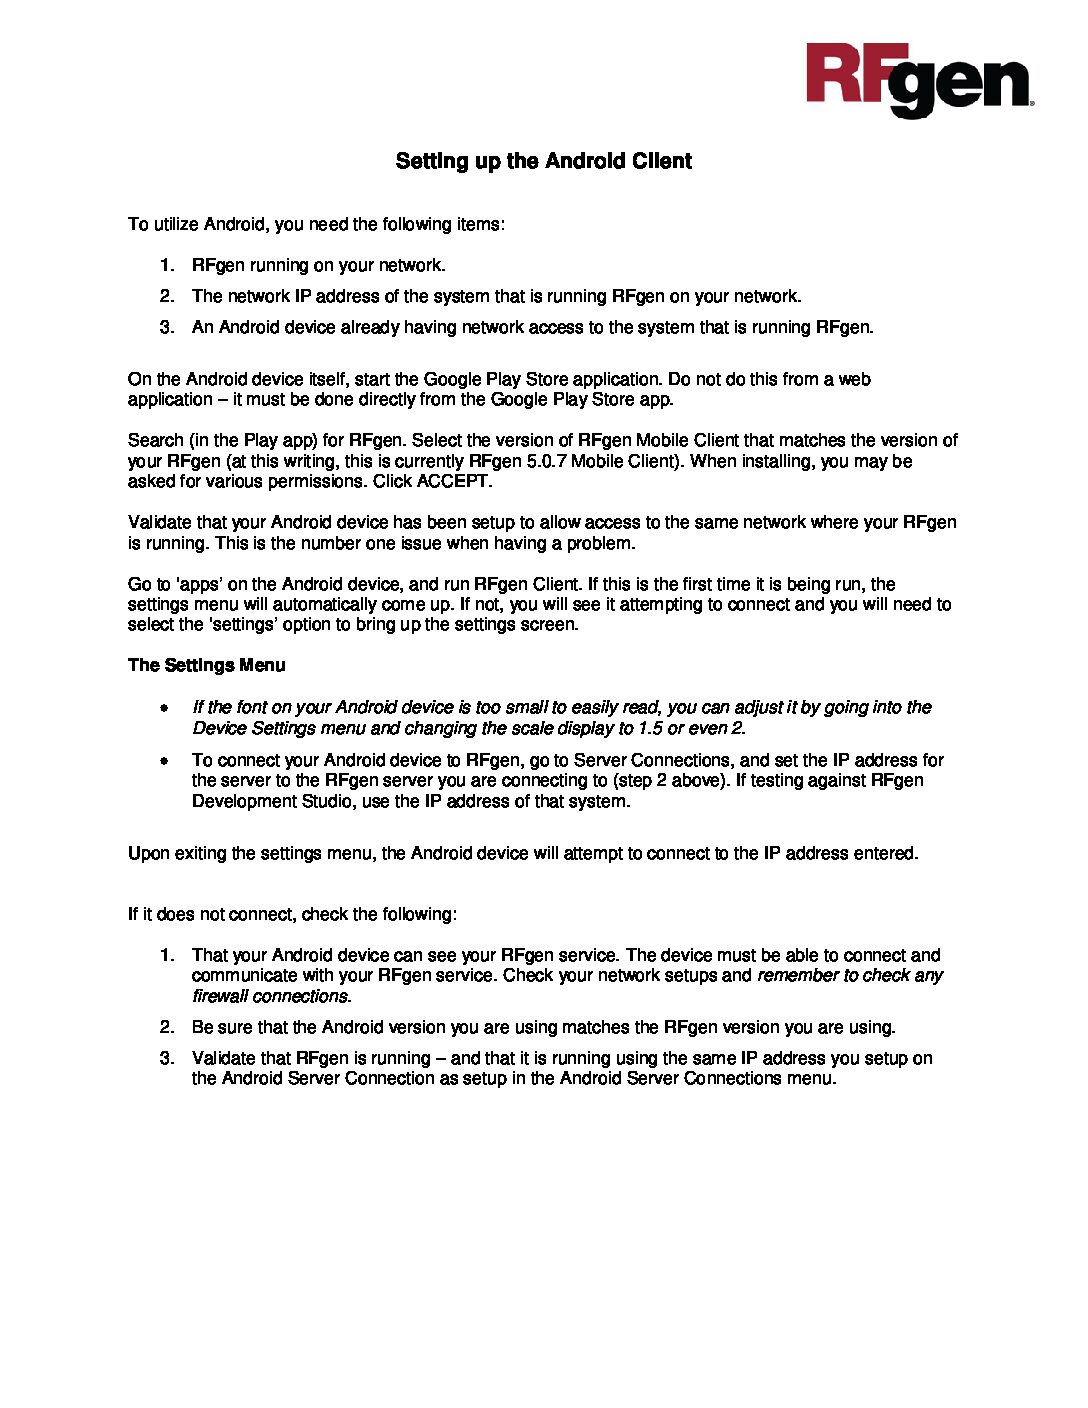 RFgen®
Setting up the Android Client
To utilize Android, you need the following items:
1. RFgen running on your network.
2. The network IP address of the system that is running RFgen on your network.
3. An Android device already having network access to the system that is running RFgen.
On the Android device itself, start the Google Play Store application. Do not do this from a web
application – it must be done directly from the Google Play Store app.
Search (in the Play app) for RFgen. Select the version of RFgen Mobile Client that matches the version of
your RFgen (at this writing, this is currently RFgen 5.0.7 Mobile Client). When installing, you may be
asked for various permissions. Click ACCEPT.
Validate that your Android device has been setup to allow access to the same network where your RFgen
is running. This is the number one issue when having a problem.
Go to 'apps’ on the Android device, and run RFgen Client. If this is the first time it is being run, the
settings menu will automatically come up. If not, you will see it attempting to connect and you will need to
select the 'settings’ option to bring up the settings screen.
The Settings Menu
• If the font on your Android device is too small to easily read, you can adjust it by going into the
Device Settings menu and changing the scale display to 1.5 or even 2.
• To connect your Android device to RFgen, go to Server Connections, and set the IP address for
the server to the RFgen server you are connecting to (step 2 above). If testing against RFgen
Development Studio, use the IP address of that system.
Upon exiting the settings menu, the Android device will attempt to connect to the IP address entered.
If it does not connect, check the following:
1. That your Android device can see your RFgen service. The device must be able to connect and
communicate with your RFgen service. Check your network setups and remember to check any
firewall connections.
2. Be sure that the Android version you are using matches the RFgen version you are using.
3. Validate that RFgen is running – and that it is running using the same IP address you setup on
the Android Server Connection as setup in the Android Server Connections menu.